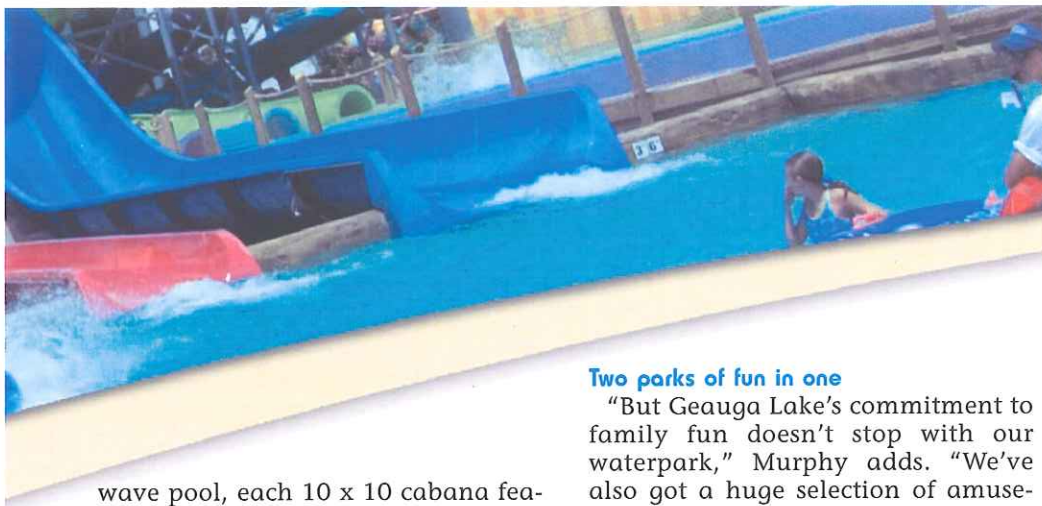 36
wave pool, each 10 x 10 cabana fea-
Two parks of fun in one
"But Geauga Lake's commitment to
family fun doesn't stop with our
waterpark," Murphy adds. "We've
also got a huge selection of amuse-